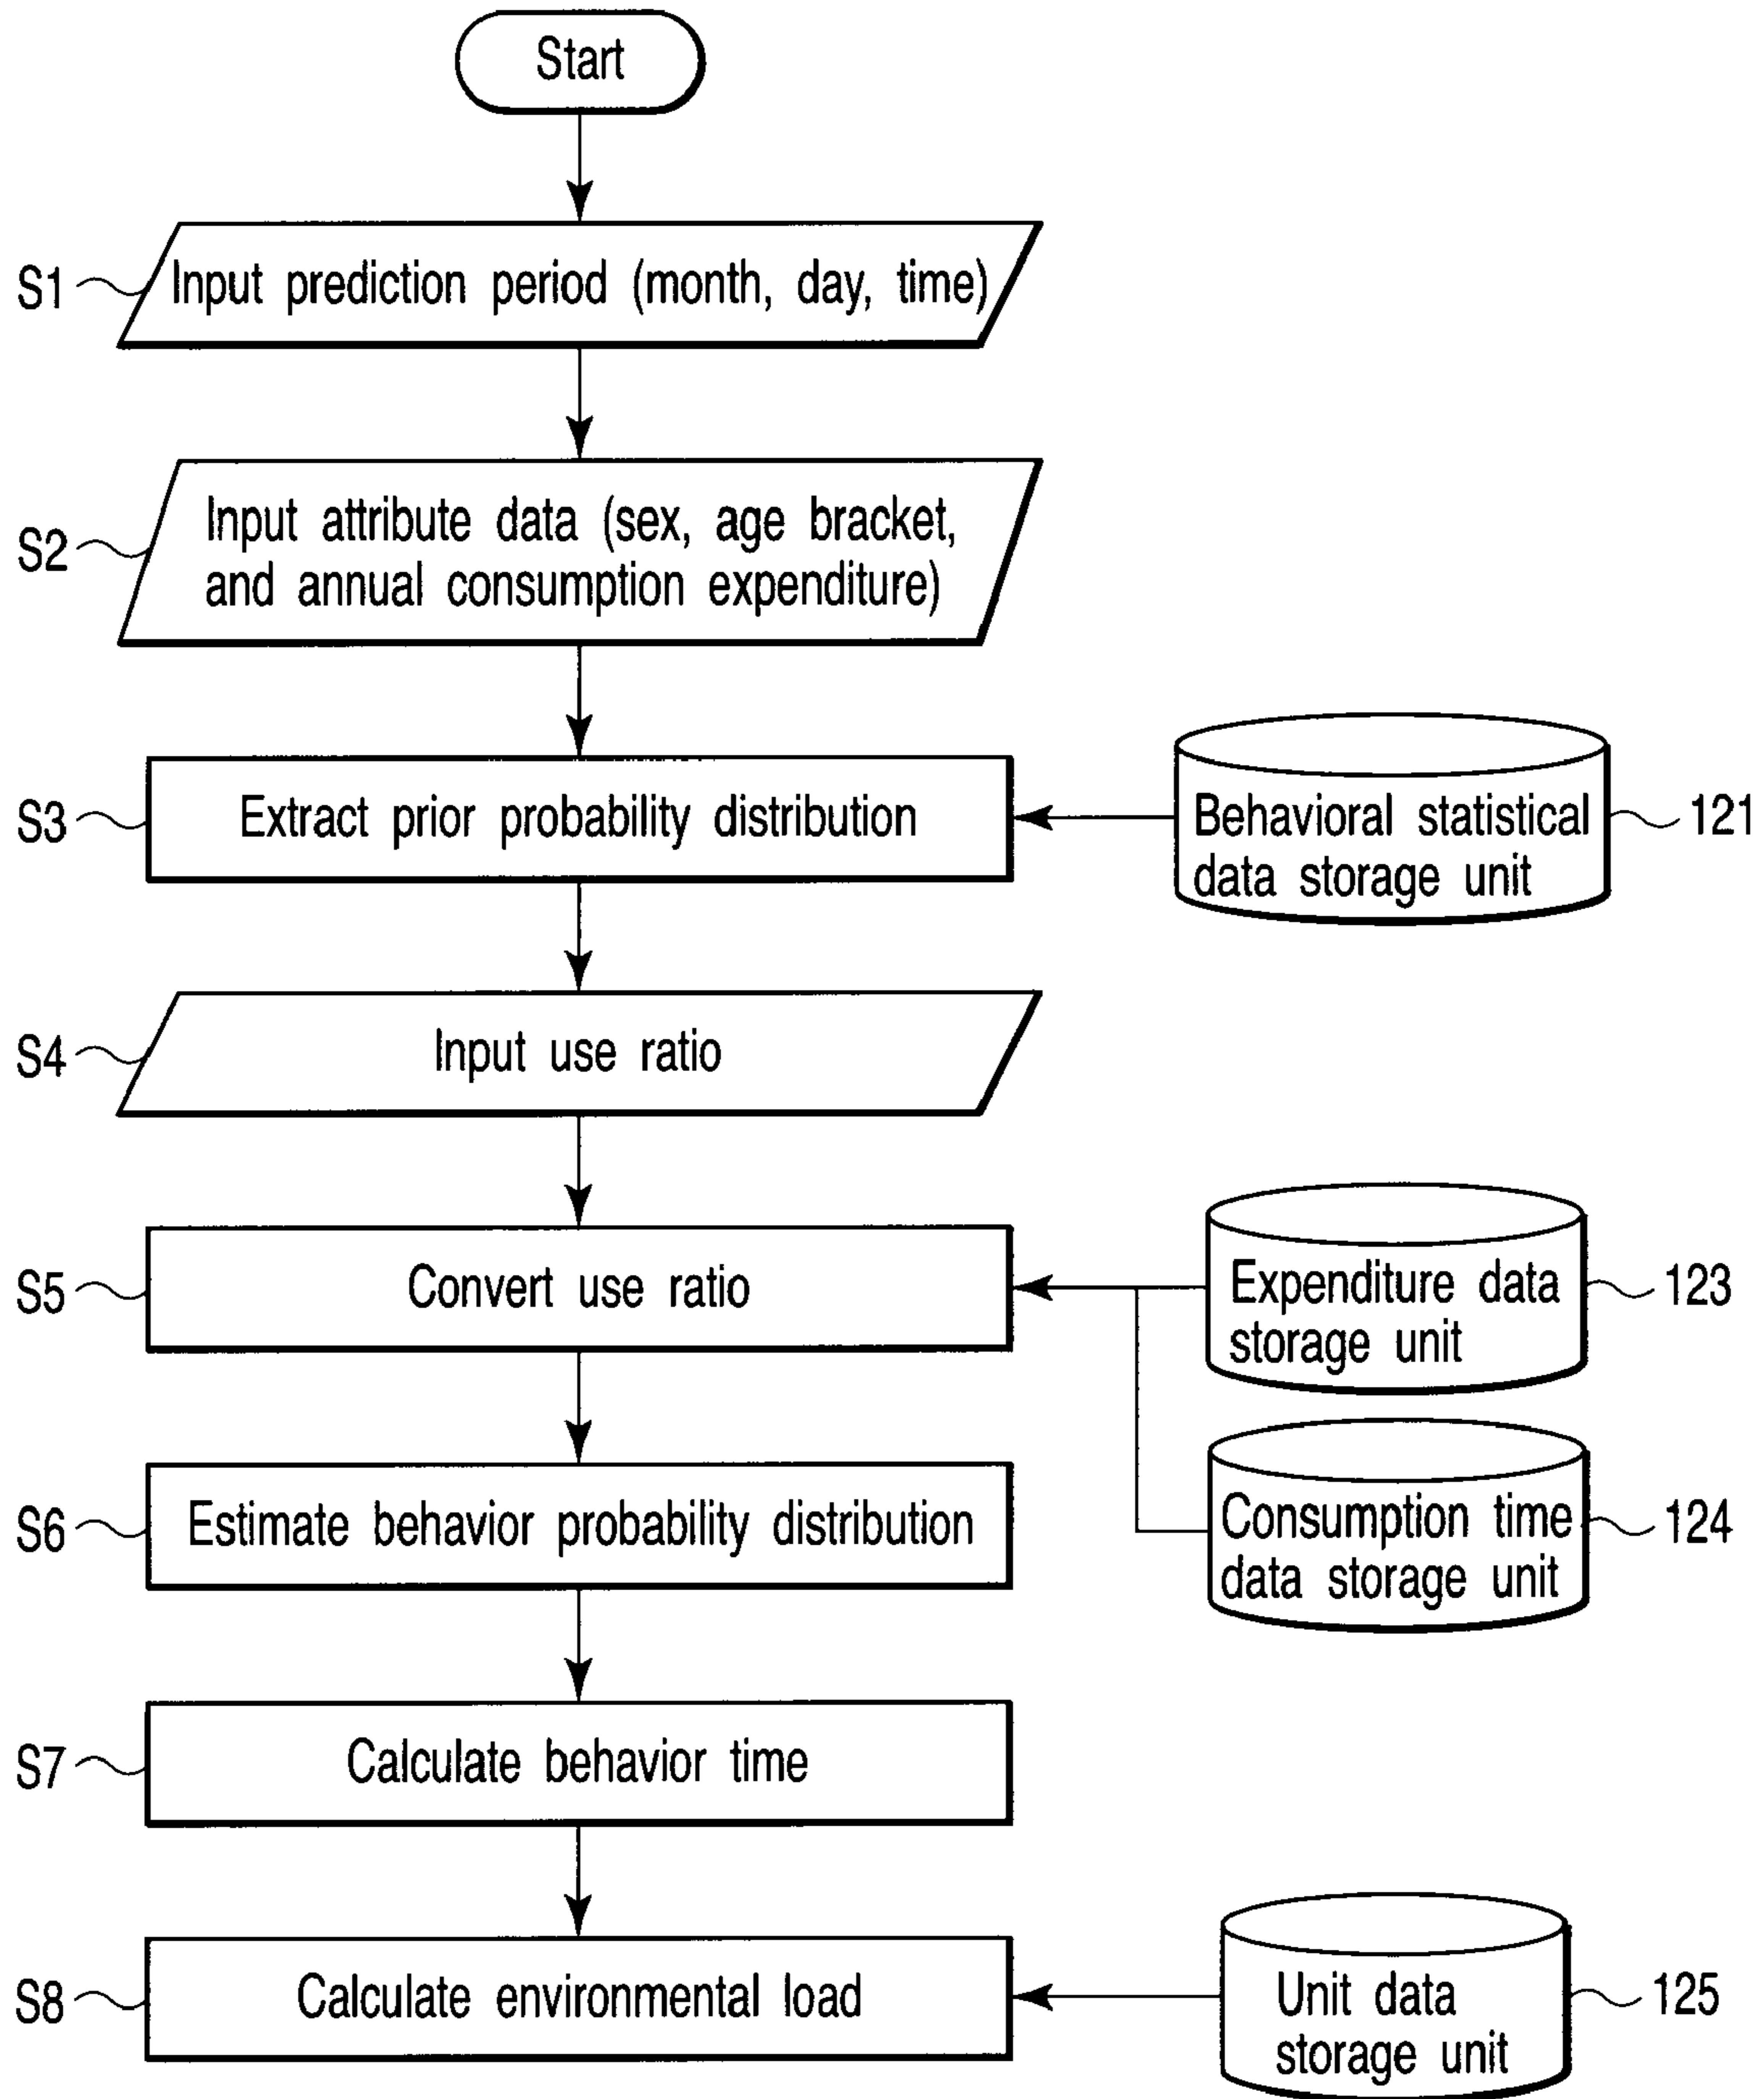 Start
S1
Input prediction period (month, day, time)
S2
Input attribute data (sex, age bracket,
and annual consumption expenditure)
S3
Extract prior probability distribution
Behavioral statistical
data storage unit
121
S4
Input use ratio
S5
Convert use ratio
Expenditure data
storage unit
123
S6
Estimate behavior probability distribution
Consumption time
data storage unit
124
S7
Calculate behavior time
S8
Calculate environmental load
Unit data
storage unit
125